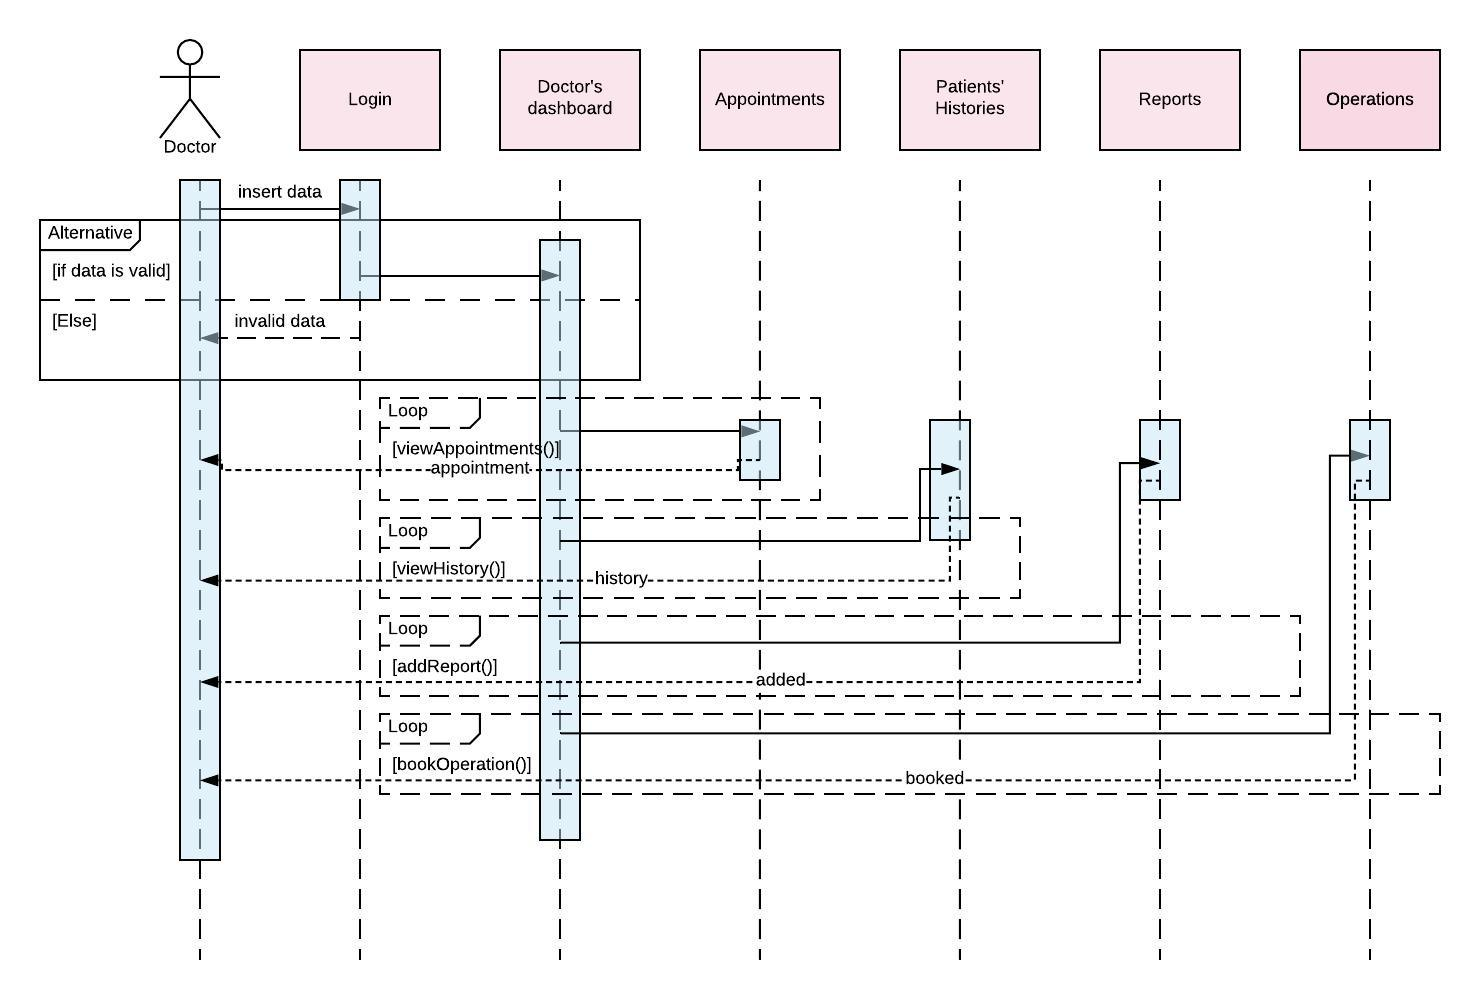 Doctor
Login
Doctor's
dashboard
Appointments
Patients'
Histories
Reports
Operations
insert data
Alternative
[if data is valid]
[Else]
invalid data
Loop
[viewAppointments()]
appointment
Loop
[viewHistory()]
history
Loop
[addReport()]
added
Loop
[bookOperation()]
booked